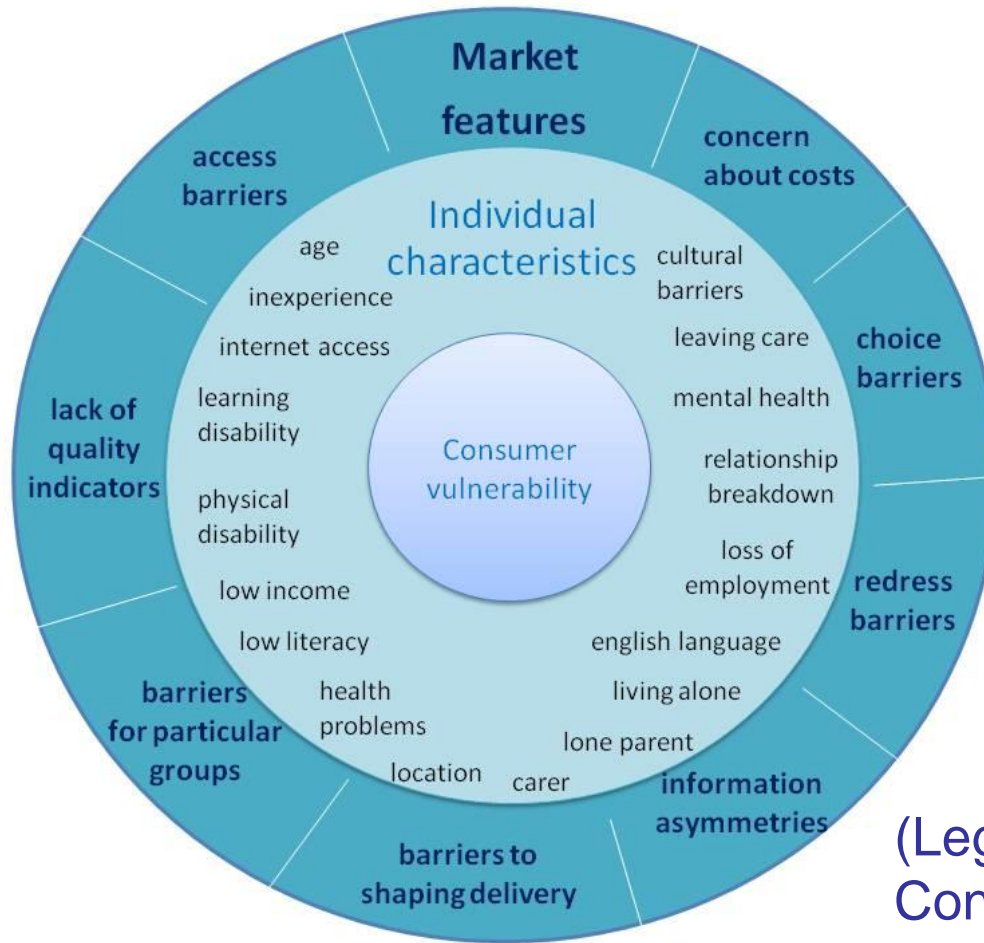 Market
features
concern
about costs
choice
barriers
redress
barriers
information
asymmetries
barriers to
shaping delivery
barriers
for particular
groups
lack of
quality
indicators
access
barriers
Individual
characteristics
cultural
barriers
leaving care
mental health
relationship
breakdown
loss of
employment
english language
living alone
lone parent
carer
location
health
problems
low literacy
low income
physical
disability
learning
disability
internet access
inexperience
age
Consumer
vulnerability
(Leg
Con